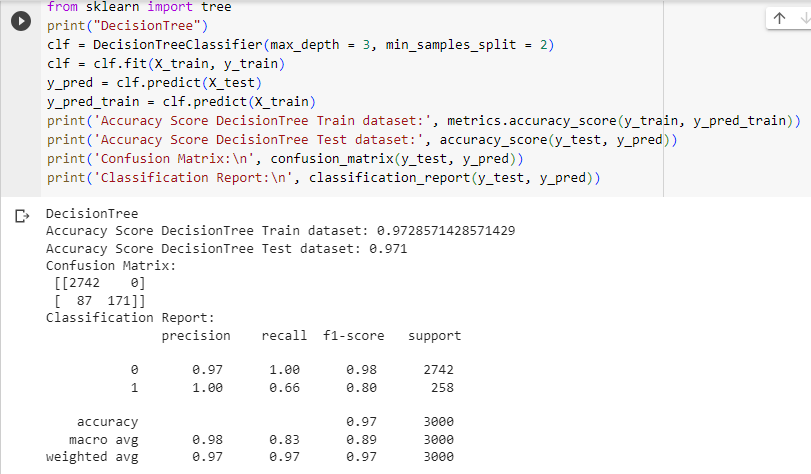 from sklearn import tree
print("DecisionTree")
clf = DecisionTreeClassifier(max_depth = 3, min_samples_split = 2)
clf = clf.fit(X_train, y_train)
y_pred = clf.predict(X_test)
y_pred_train = clf.predict(X_train)
print('Accuracy Score DecisionTree Train dataset:', metrics.accuracy_score(y_train, y_pred_train))
print('Accuracy Score DecisionTree Test dataset:', accuracy_score(y_test, y_pred))
print('Confusion Matrix:\n', confusion_matrix(y_test, y_pred))
print('Classification Report:\n', classification_report(y_test, y_pred))
DecisionTree
Accuracy Score DecisionTree Train dataset: 0.9728571428571429
Accuracy Score DecisionTree Test dataset: 0.971
Confusion Matrix:
[[2742 0]
[ 87 171]]
Classification Report:
precision recall f1-score support
0 0.97 1.00 0.98 2742
1 1.00 0.66 0.80 258
accuracy 0.97 3000
macro avg 0.98 0.83 0.89 3000
weighted avg 0.97 0.97 0.97 3000